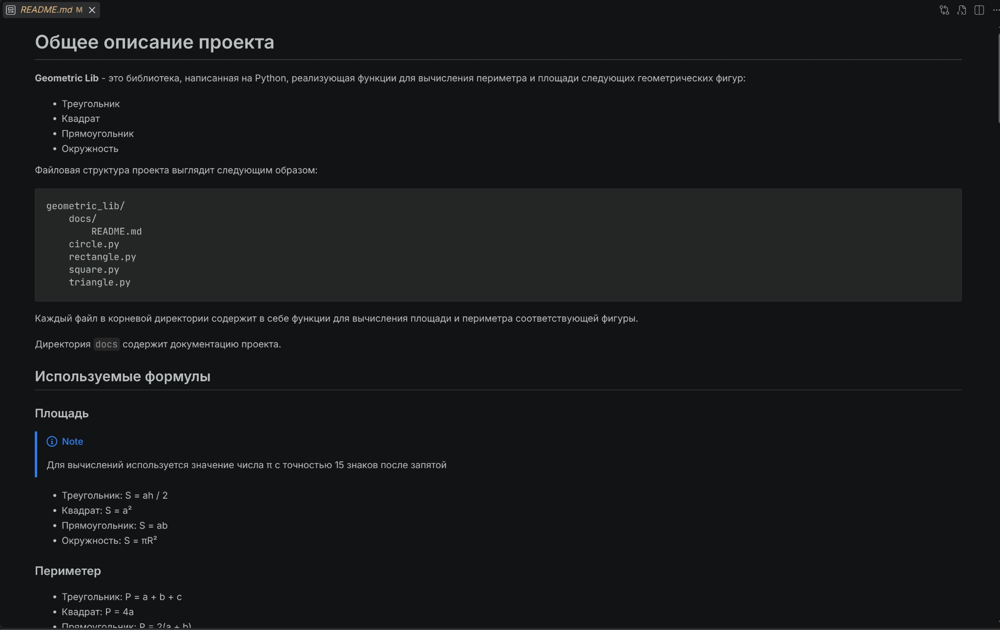 README.md M
Общее описание проекта
Geometric Lib - это библиотека, написанная на Python, реализующая функции для вычисления периметра и площади следующих геометрических фигур:
• Треугольник
• Квадрат
• Прямоугольник
• Окружность
Файловая структура проекта выглядит следующим образом:
geometric_lib/
    docs/
        README.md
    circle.py
    rectangle.py
    square.py
    triangle.py
Каждый файл в корневой директории содержит в себе функции для вычисления площади и периметра соответствующей фигуры.
Директория docs содержит документацию проекта.
Используемые формулы
Площадь
Note
Для вычислений используется значение числа π с точностью 15 знаков после запятой
• Треугольник: S = ah / 2
• Квадрат: S = a²
• Прямоугольник: S = ab
• Окружность: S = πR²
Периметер
• Треугольник: P = a + b + c
• Квадрат: P = 4a
• Прямоугольник: P = 2(a + b)